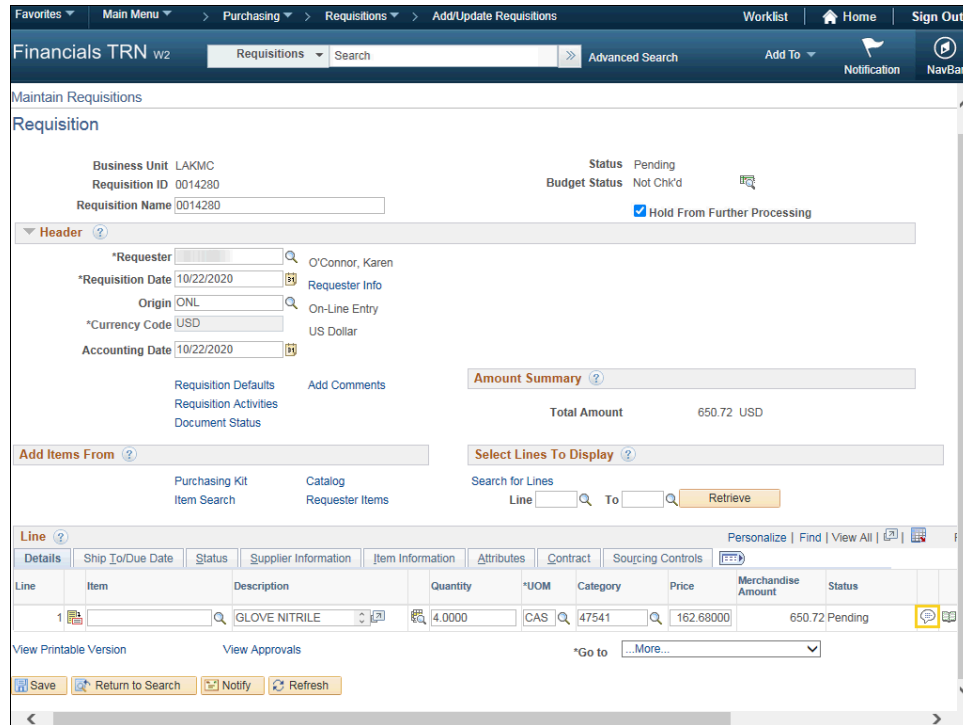 Favorites Main Menu > Purchasing > Requisitions > Add/Update Requisitions Worklist Home Sign Out
Financials TRN W2 Requisitions Search » Advanced Search Add To Notification NavBar
Maintain Requisitions
Requisition
Business Unit LAKMC Status Pending
Requisition ID 0014280 Budget Status Not Chk'd
Requisition Name 0014280 Hold From Further Processing
Header ?
*Requester O'Connor, Karen
*Requisition Date 10/22/2020 31 Requester Info
Origin ONL On-Line Entry
*Currency Code USD US Dollar
Accounting Date 10/22/2020 31
Requisition Defaults Add Comments Amount Summary ?
Requisition Activities Total Amount 650.72 USD
Document Status
Add Items From ? Select Lines To Display ?
Purchasing Kit Catalog Search for Lines
Item Search Requester Items Line To Retrieve
Line ? Personalize | Find | View All | | F
Details Ship To/Due Date Status Supplier Information Item Information Attributes Contract Sourcing Controls
Line Item Description Quantity *UOM Category Price Merchandise Amount Status
1 GLOVE NITRILE 4.0000 CAS 47541 162.68000 650.72 Pending
View Printable Version View Approvals *Go to ...More...
Save Return to Search Notify Refresh